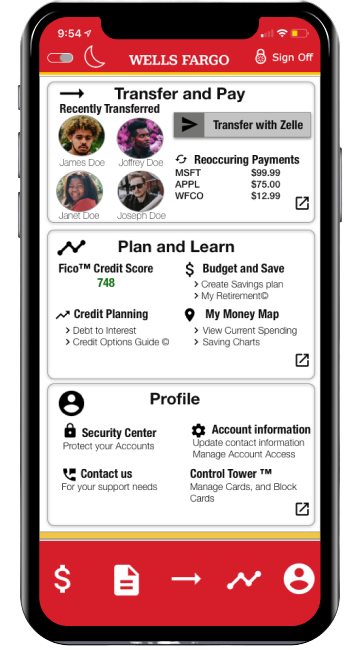 9:54
WELLS FARGO
Sign Off
Transfer and Pay
Recently Transferred
James Doe
Joffrey Doe
Janet Doe
Joseph Doe
Transfer with Zelle
Reoccuring Payments
MSFT $99.99
APPL $75.00
WFCO $12.99
Plan and Learn
Fico™ Credit Score
748
$ Budget and Save
> Create Savings plan
> My Retirement©
Credit Planning
> Debt to Interest
> Credit Options Guide ©
My Money Map
> View Current Spending
> Saving Charts
Profile
Security Center
Protect your Accounts
Account information
Update contact information
Manage Account Access
Contact us
For your support needs
Control Tower ™
Manage Cards, and Block
Cards
$